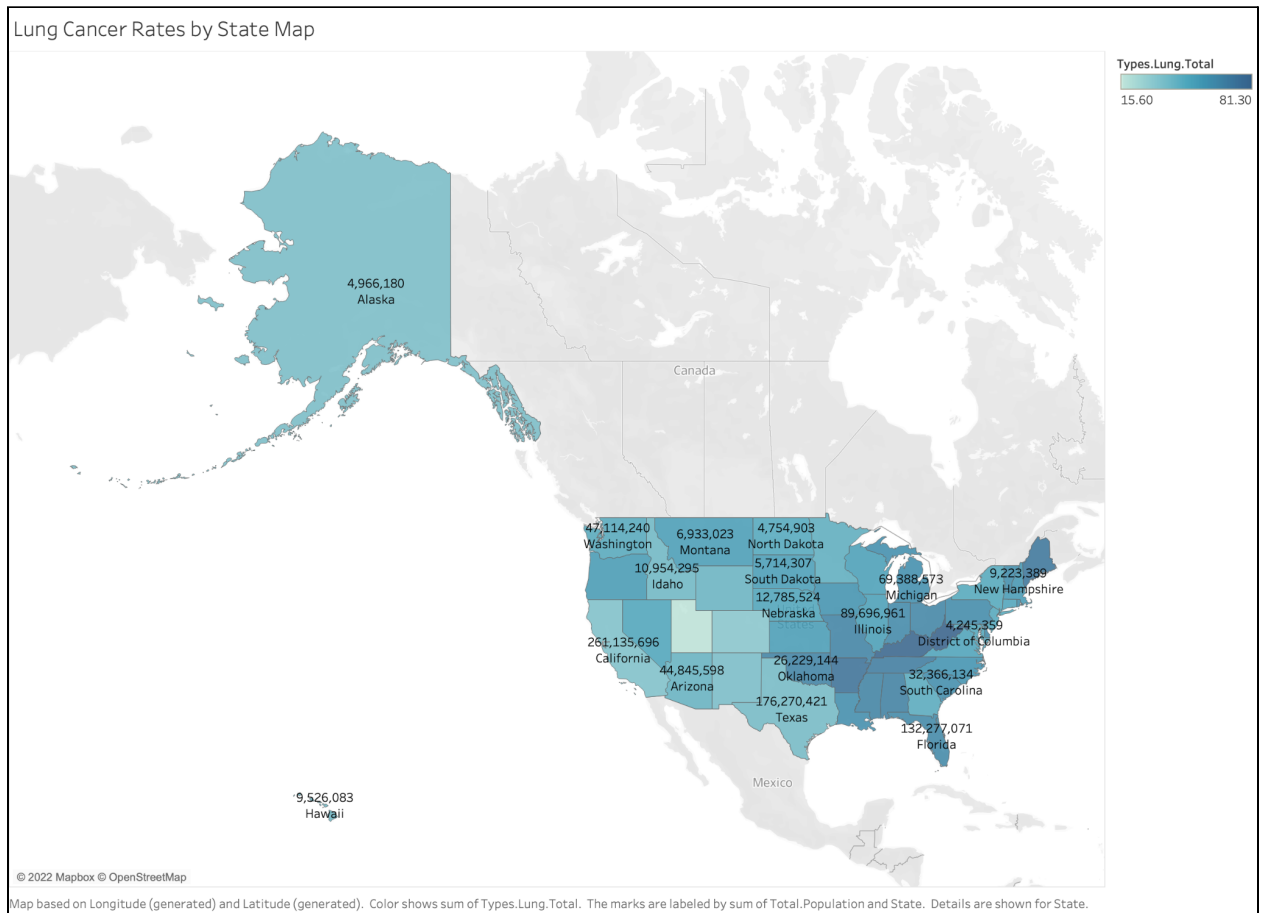 Lung Cancer Rates by State Map
Types.Lung.Total
15.60 81.30
4,966,180
Alaska
Canada
47,114,240
Washington
6,933,023
Montana
4,754,903
North Dakota
10,954,295
Idaho
5,714,307
South Dakota
12,785,524
Nebraska
States
69,388,573
Michigan
9,223,389
New Hampshire
89,696,961
Illinois
4,245,359
District of Columbia
261,135,696
California
44,845,598
Arizona
26,229,144
Oklahoma
32,366,134
South Carolina
176,270,421
Texas
132,277,071
Florida
Mexico
9,526,083
Hawaii
© 2022 Mapbox © OpenStreetMap
Map based on Longitude (generated) and Latitude (generated). Color shows sum of Types.Lung.Total. The marks are labeled by sum of Total.Population and State. Details are shown for State.